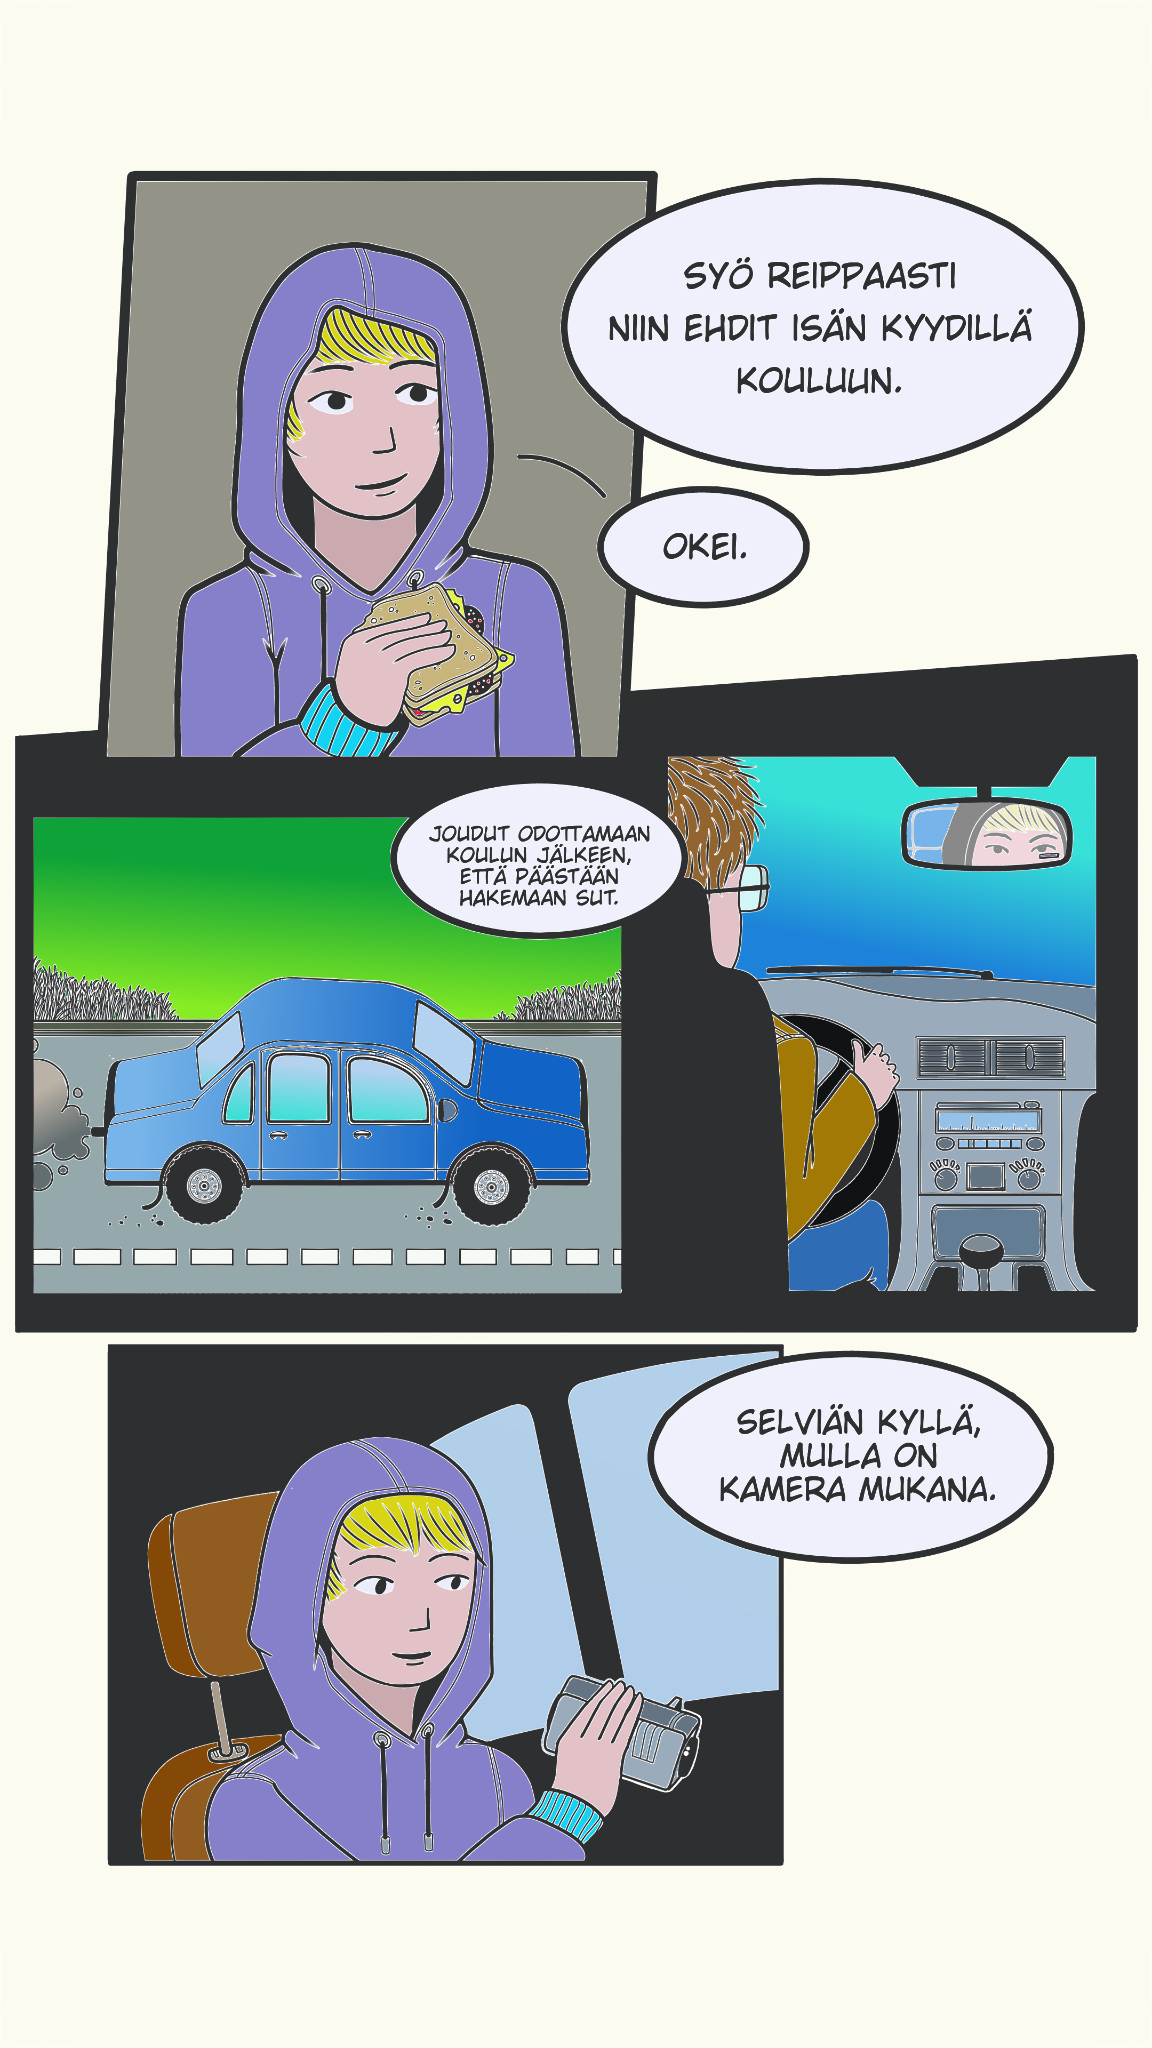 SYÖ REIPPAASTI
NIIN EHDIT ISÄN KYYDILLÄ
KOULUUN.
OKEI.
JOUDUT ODOTTAMAAN
KOULUN JÄLKEEN,
ETTÄ PÄÄSTÄÄN
HAKEMAAN SUT.
SELVIÄN KYLLÄ,
MULLA ON
KAMERA MUKANA.